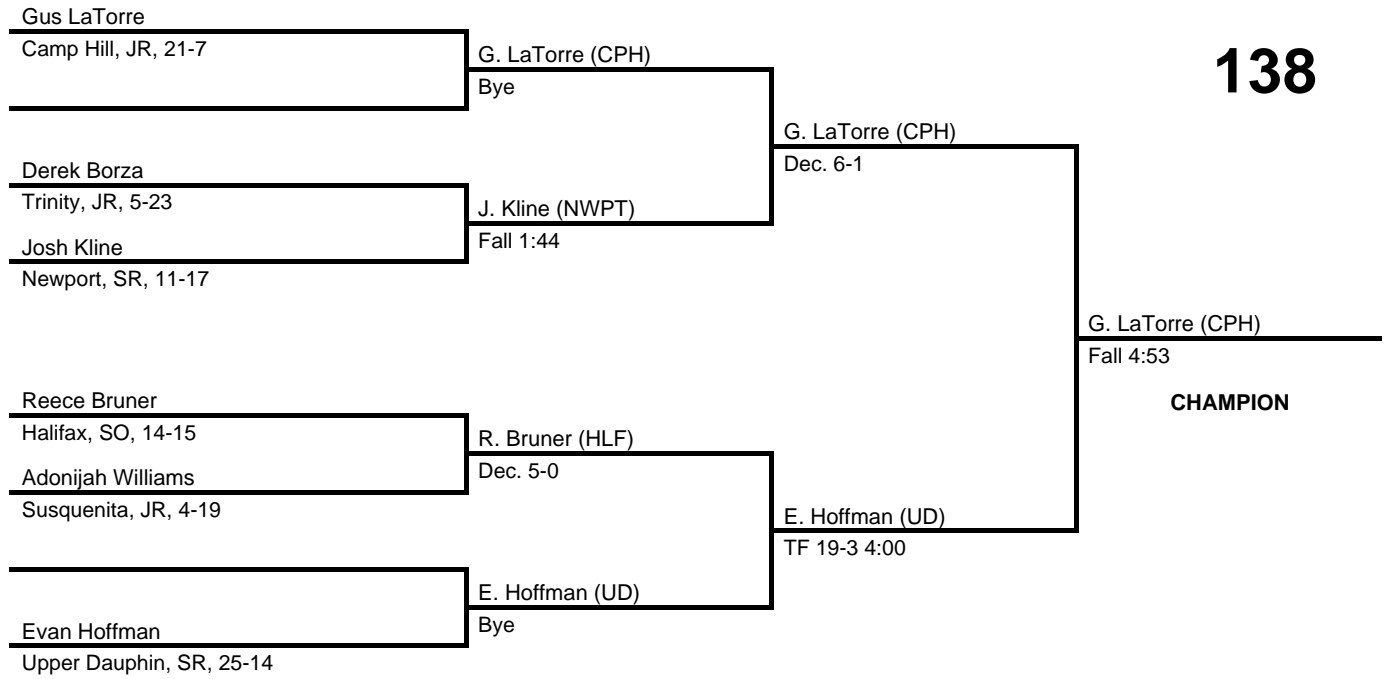 Gus LaTorre
Camp Hill, JR, 21-7
G. LaTorre (CPH)
Bye
138
G. LaTorre (CPH)
Dec. 6-1
Derek Borza
Trinity, JR, 5-23
J. Kline (NWPT)
Fall 1:44
Josh Kline
Newport, SR, 11-17
G. LaTorre (CPH)
Fall 4:53
CHAMPION
Reece Bruner
Halifax, SO, 14-15
R. Bruner (HLF)
Dec. 5-0
Adonijah Williams
Susquenita, JR, 4-19
E. Hoffman (UD)
TF 19-3 4:00
E. Hoffman (UD)
Bye
Evan Hoffman
Upper Dauphin, SR, 25-14